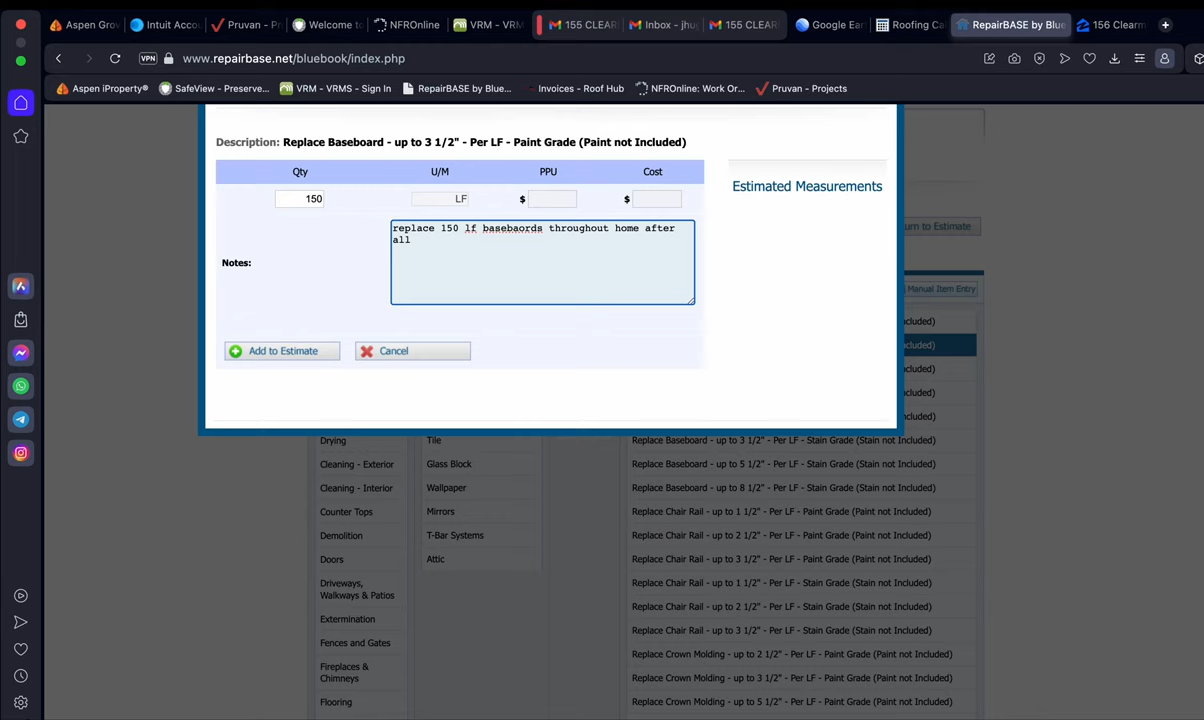 Aspen Grov
Intuit Accou
Pruvan - Pr
Welcome to
NFROnline
VRM - VRM
155 CLEAR
Inbox - jhug
155 CLEAR
Google Ear
Roofing Ca
RepairBASE by Blue
156 Clearm
VPN
www.repairbase.net/bluebook/index.php
Aspen iProperty®
SafeView - Preserve...
VRM - VRMS - Sign In
RepairBASE by Blue...
Invoices - Roof Hub
NFROnline: Work Or...
Pruvan - Projects
Description: Replace Baseboard - up to 3 1/2" - Per LF - Paint Grade (Paint not Included)
Qty U/M PPU Cost
150 LF $ $
Notes:
replace 150 lf basebaords throughout home after
all
Add to Estimate
Cancel
Estimated Measurements
urn to Estimate
Manual Item Entry
cluded)
cluded)
cluded)
cluded)
cluded)
Drying
Cleaning - Exterior
Cleaning - Interior
Counter Tops
Demolition
Doors
Driveways,
Walkways & Patios
Extermination
Fences and Gates
Fireplaces &
Chimneys
Flooring
Tile
Glass Block
Wallpaper
Mirrors
T-Bar Systems
Attic
Replace Baseboard - up to 3 1/2" - Per LF - Stain Grade (Stain not Included)
Replace Baseboard - up to 5 1/2" - Per LF - Stain Grade (Stain not Included)
Replace Baseboard - up to 8 1/2" - Per LF - Stain Grade (Stain not Included)
Replace Chair Rail - up to 1 1/2" - Per LF - Paint Grade (Paint not Included)
Replace Chair Rail - up to 2 1/2" - Per LF - Paint Grade (Paint not Included)
Replace Chair Rail - up to 3 1/2" - Per LF - Paint Grade (Paint not Included)
Replace Chair Rail - up to 1 1/2" - Per LF - Stain Grade (Stain not Included)
Replace Chair Rail - up to 2 1/2" - Per LF - Stain Grade (Stain not Included)
Replace Chair Rail - up to 3 1/2" - Per LF - Stain Grade (Stain not Included)
Replace Crown Molding - up to 2 1/2" - Per LF - Paint Grade (Paint not Included)
Replace Crown Molding - up to 3 1/2" - Per LF - Paint Grade (Paint not Included)
Replace Crown Molding - up to 5 1/2" - Per LF - Paint Grade (Paint not Included)